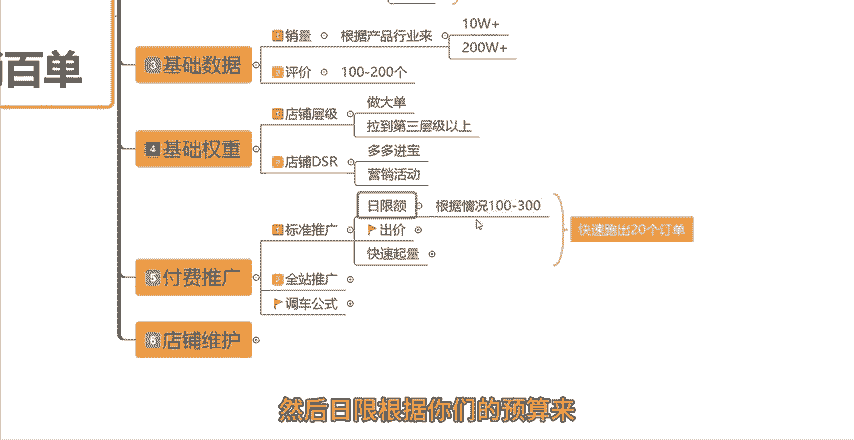 百单
3 基础数据
销量
根据产品行业来
10W+
200W+
评价
100-200个
4 基础权重
店铺层级
做大单
拉到第三层级以上
店铺DSR
多多进宝
营销活动
5 付费推广
标准推广
日限额
根据情况100-300
出价
快速起量
快速跑出20个订单
全站推广
调车公式
6 店铺维护
然后日限根据你们的预算来